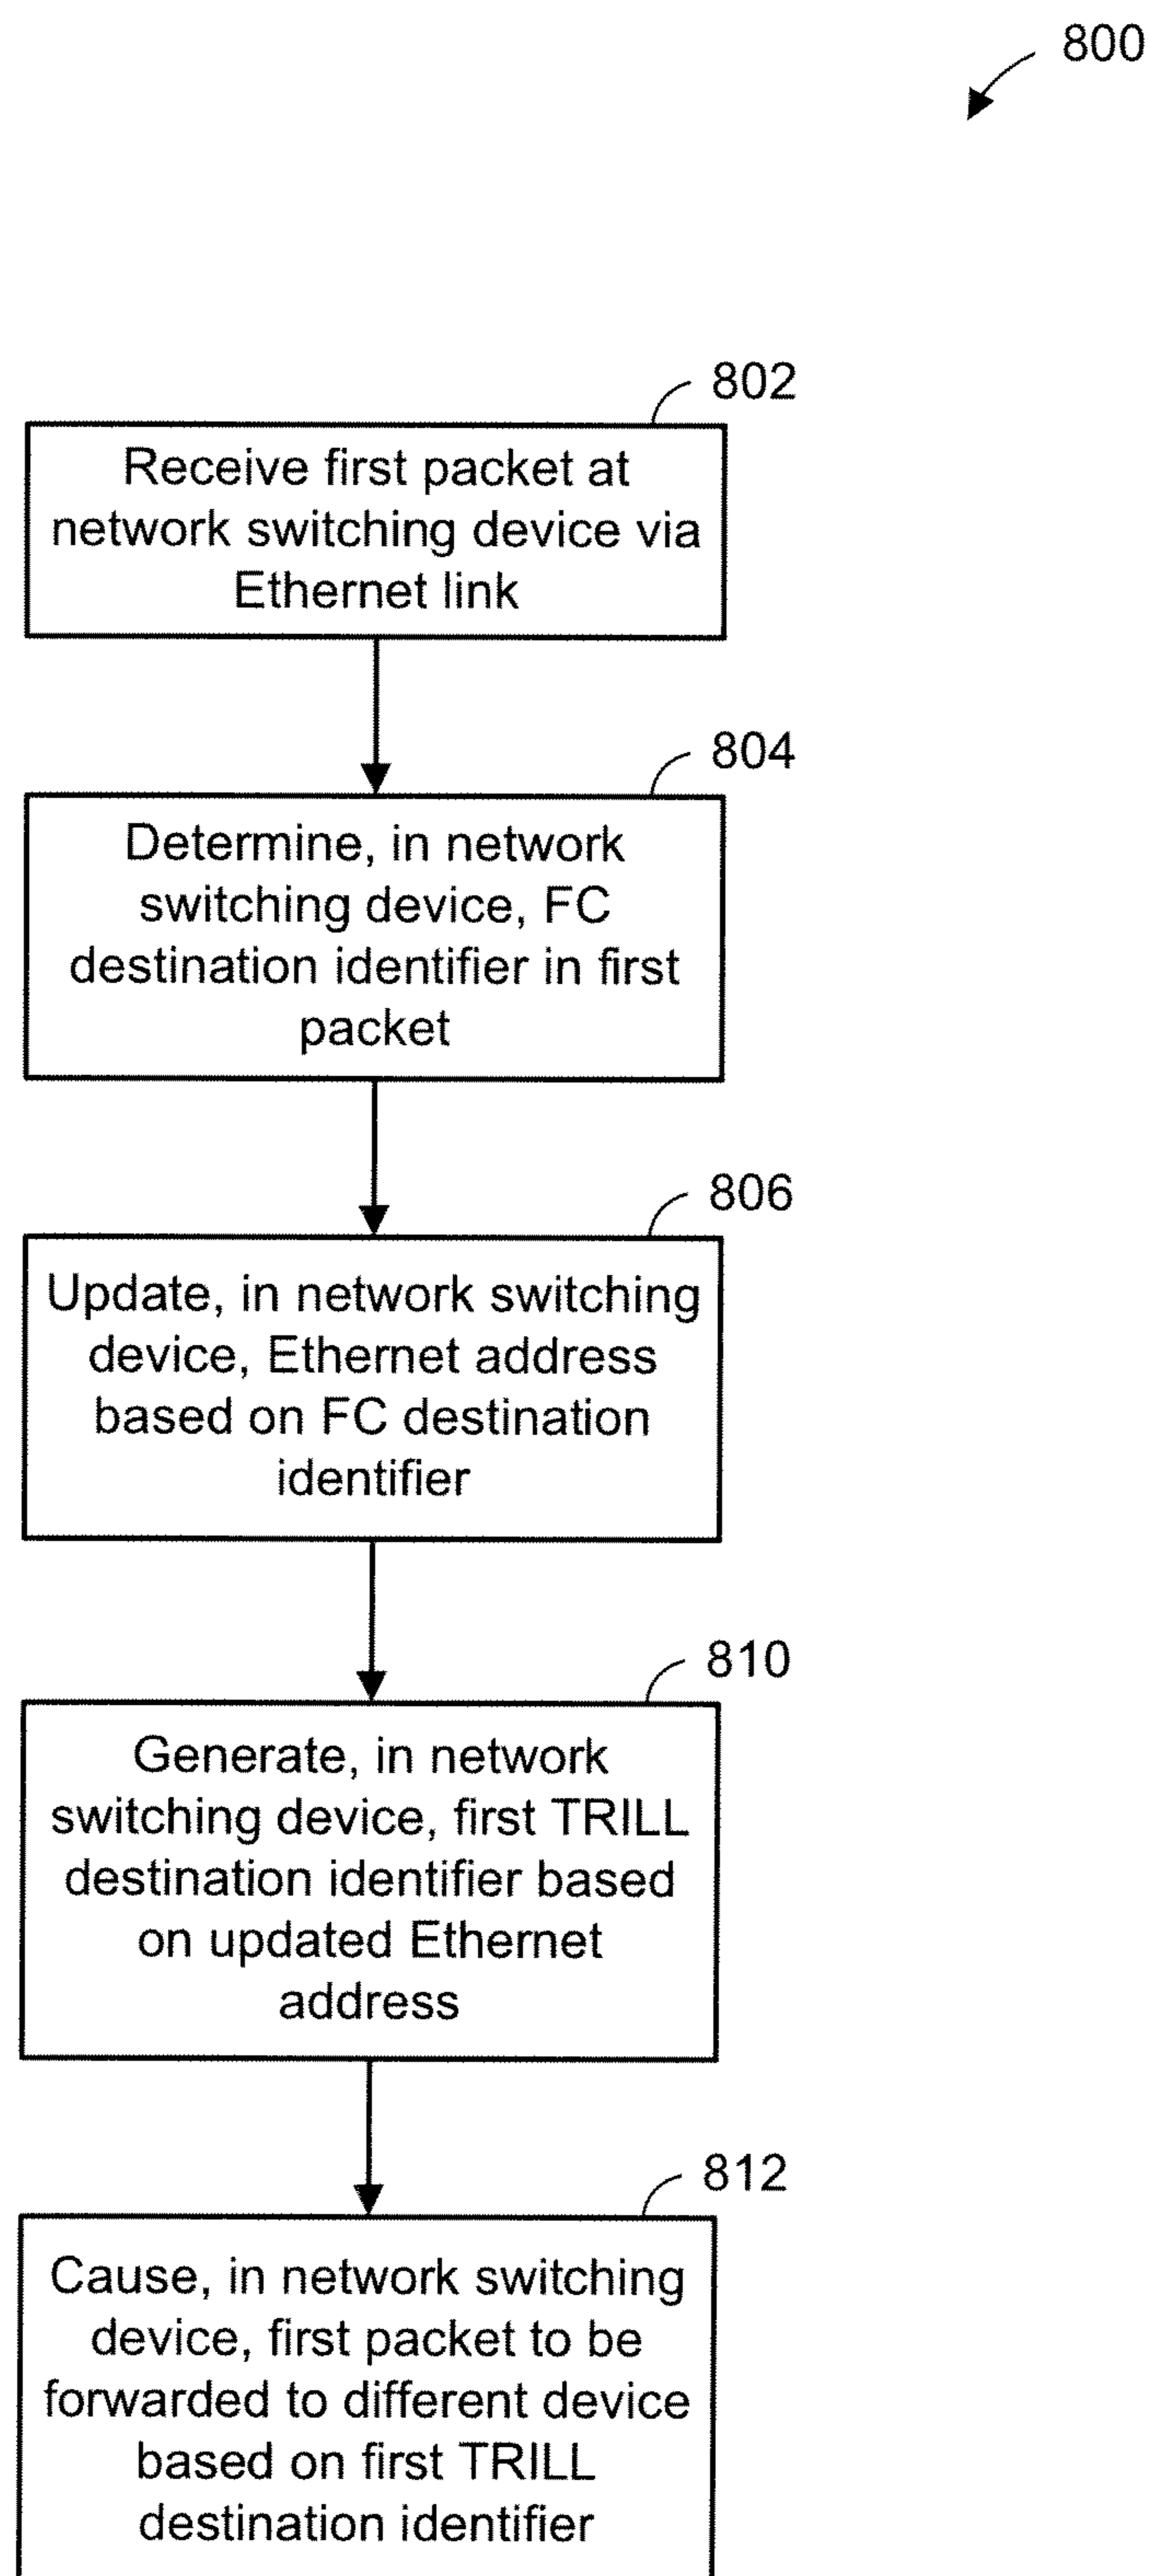 800
802
Receive first packet at
network switching device via
Ethernet link
804
Determine, in network
switching device, FC
destination identifier in first
packet
806
Update, in network switching
device, Ethernet address
based on FC destination
identifier
810
Generate, in network
switching device, first TRILL
destination identifier based
on updated Ethernet
address
812
Cause, in network switching
device, first packet to be
forwarded to different device
based on first TRILL
destination identifier